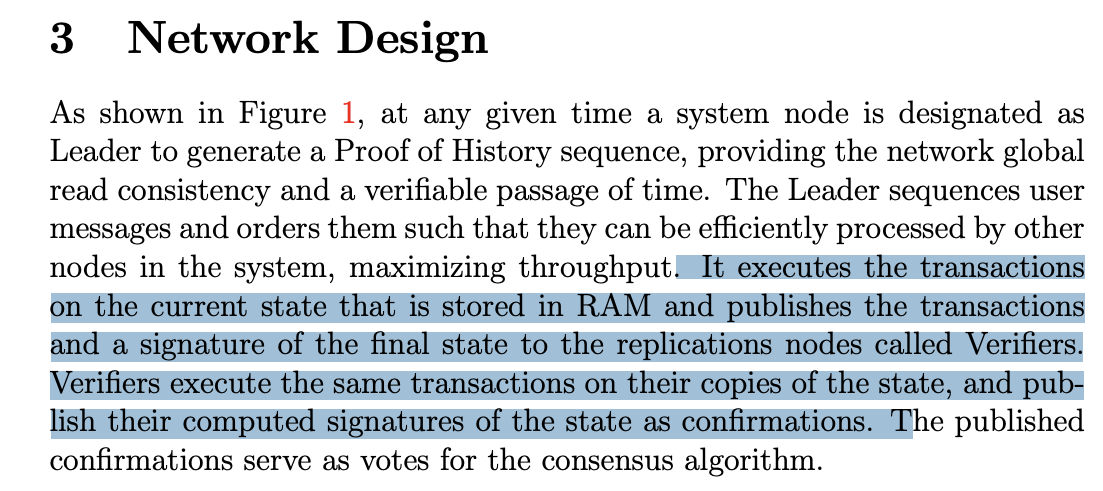 3 Network Design
As shown in Figure 1, at any given time a system node is designated as
Leader to generate a Proof of History sequence, providing the network global
read consistency and a verifiable passage of time. The Leader sequences user
messages and orders them such that they can be efficiently processed by other
nodes in the system, maximizing throughput. It executes the transactions
on the current state that is stored in RAM and publishes the transactions
and a signature of the final state to the replications nodes called Verifiers.
Verifiers execute the same transactions on their copies of the state, and pub-
lish their computed signatures of the state as confirmations. The published
confirmations serve as votes for the consensus algorithm.